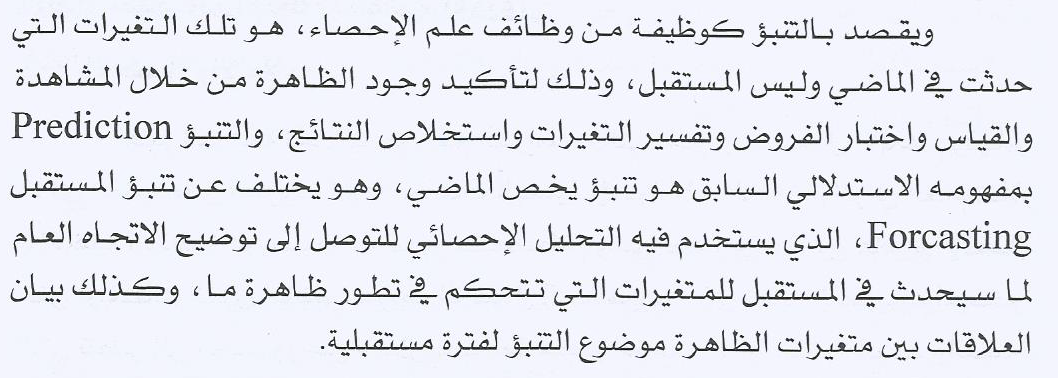 ويقصد بالتنبؤ كوظيفة من وظائف علم الإحصاء، هو تلك التغيرات التي
حدثت في الماضي وليس المستقبل، وذلك لتأكيد وجود الظاهرة من خلال المشاهدة
والقياس واختبار الفروض وتفسير التغيرات واستخلاص النتائج، والتنبؤ Prediction
بمفهومه الاستدلالي السابق هو تنبؤ يخص الماضي، وهو يختلف عن تنبؤ المستقبل
Forcasting، الذي يستخدم فيه التحليل الإحصائي للتوصل إلى توضيح الاتجاه العام
لما سيحدث في المستقبل للمتغيرات التي تتحكم في تطور ظاهرة ما، وكذلك بيان
العلاقات بين متغيرات الظاهرة موضوع التنبؤ لفترة مستقبلية.